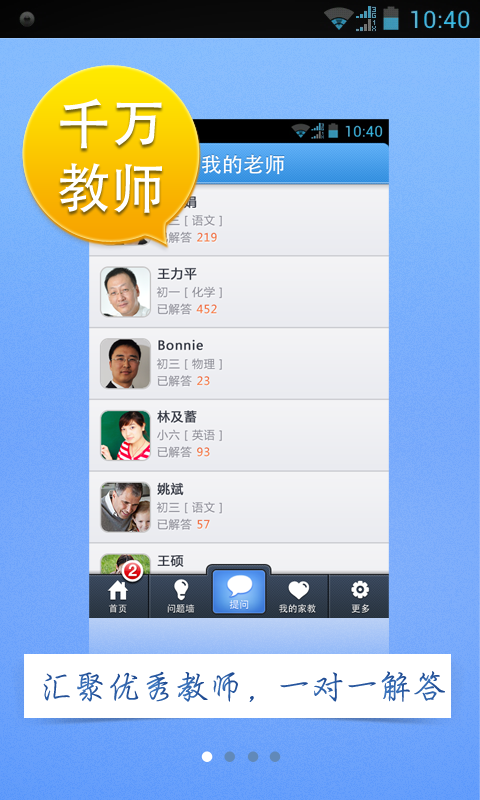 10:40
千万
教师
10:40
我的老师
娟
初三 [ 语文 ]
已解答 219
王力平
初一 [ 化学 ]
已解答 452
Bonnie
初三 [ 物理 ]
已解答 23
林及蓄
小六 [ 英语 ]
已解答 93
姚斌
初三 [ 语文 ]
已解答 57
王硕
2
首页
问题墙
提问
我的家教
更多
汇聚优秀教师，一对一解答